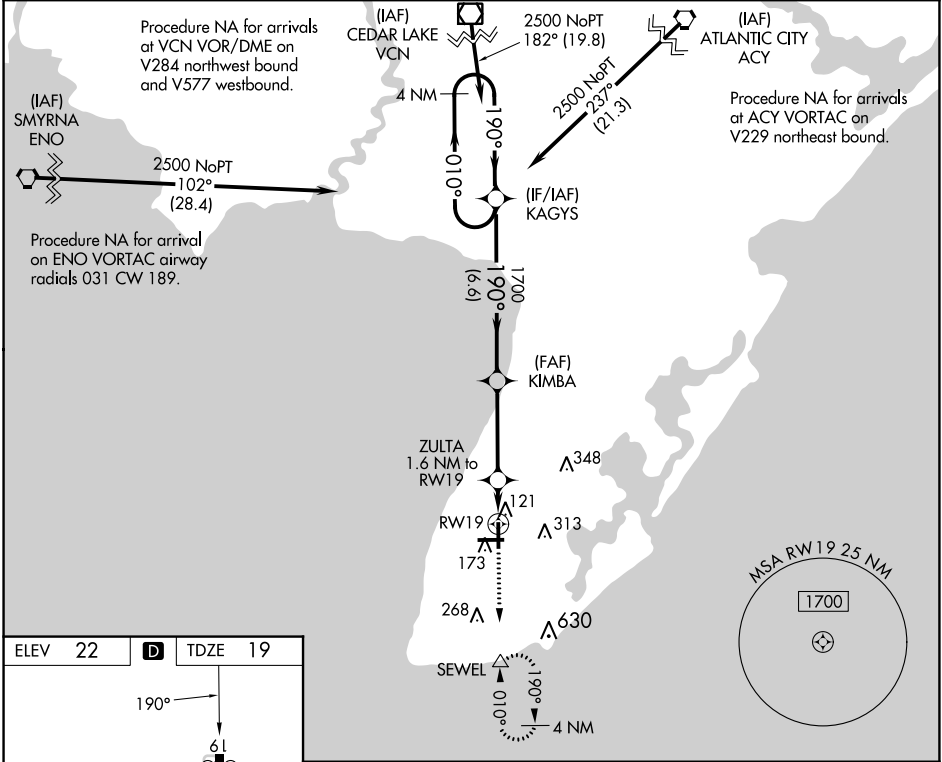 Procedure NA for arrivals
at VCN VOR/DME on
V284 northwest bound
and V577 westbound.
(IAF)
CEDAR LAKE
VCN
2500 NoPT
182° (19.8)
(IAF)
ATLANTIC CITY
ACY
2500 NoPT
237°
(21.3)
Procedure NA for arrivals
at ACY VORTAC on
V229 northeast bound.
4 NM
190°
010°
(IAF)
SMYRNA
ENO
2500 NoPT
102°
(28.4)
Procedure NA for arrival
on ENO VORTAC airway
radials 031 CW 189.
(IF/IAF)
KAGYS
1700
190°
(6.6)
(FAF)
KIMBA
ZULTA
1.6 NM to
RW19
348
121
RW19
313
173
268
630
SEWEL
010°
190°
4 NM
MSA RW19 25 NM
1700
ELEV 22 D TDZE 19
190°
19